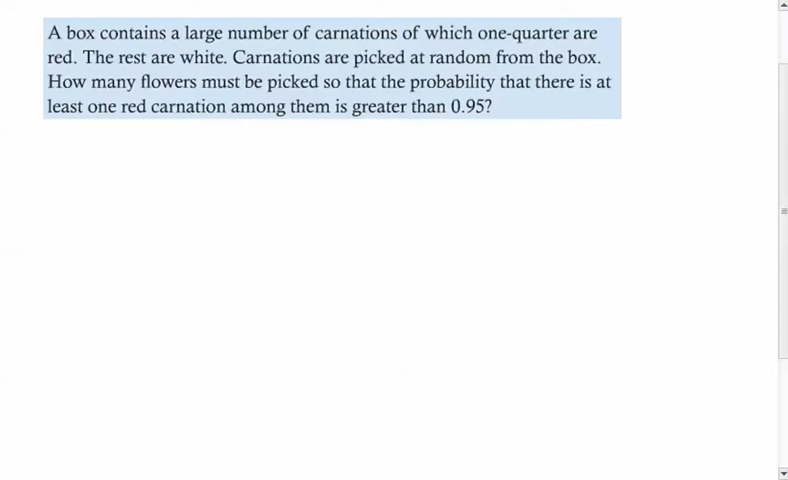 A box contains a large number of carnations of which one-quarter are
red. The rest are white. Carnations are picked at random from the box.
How many flowers must be picked so that the probability that there is at
least one red carnation among them is greater than 0.95?